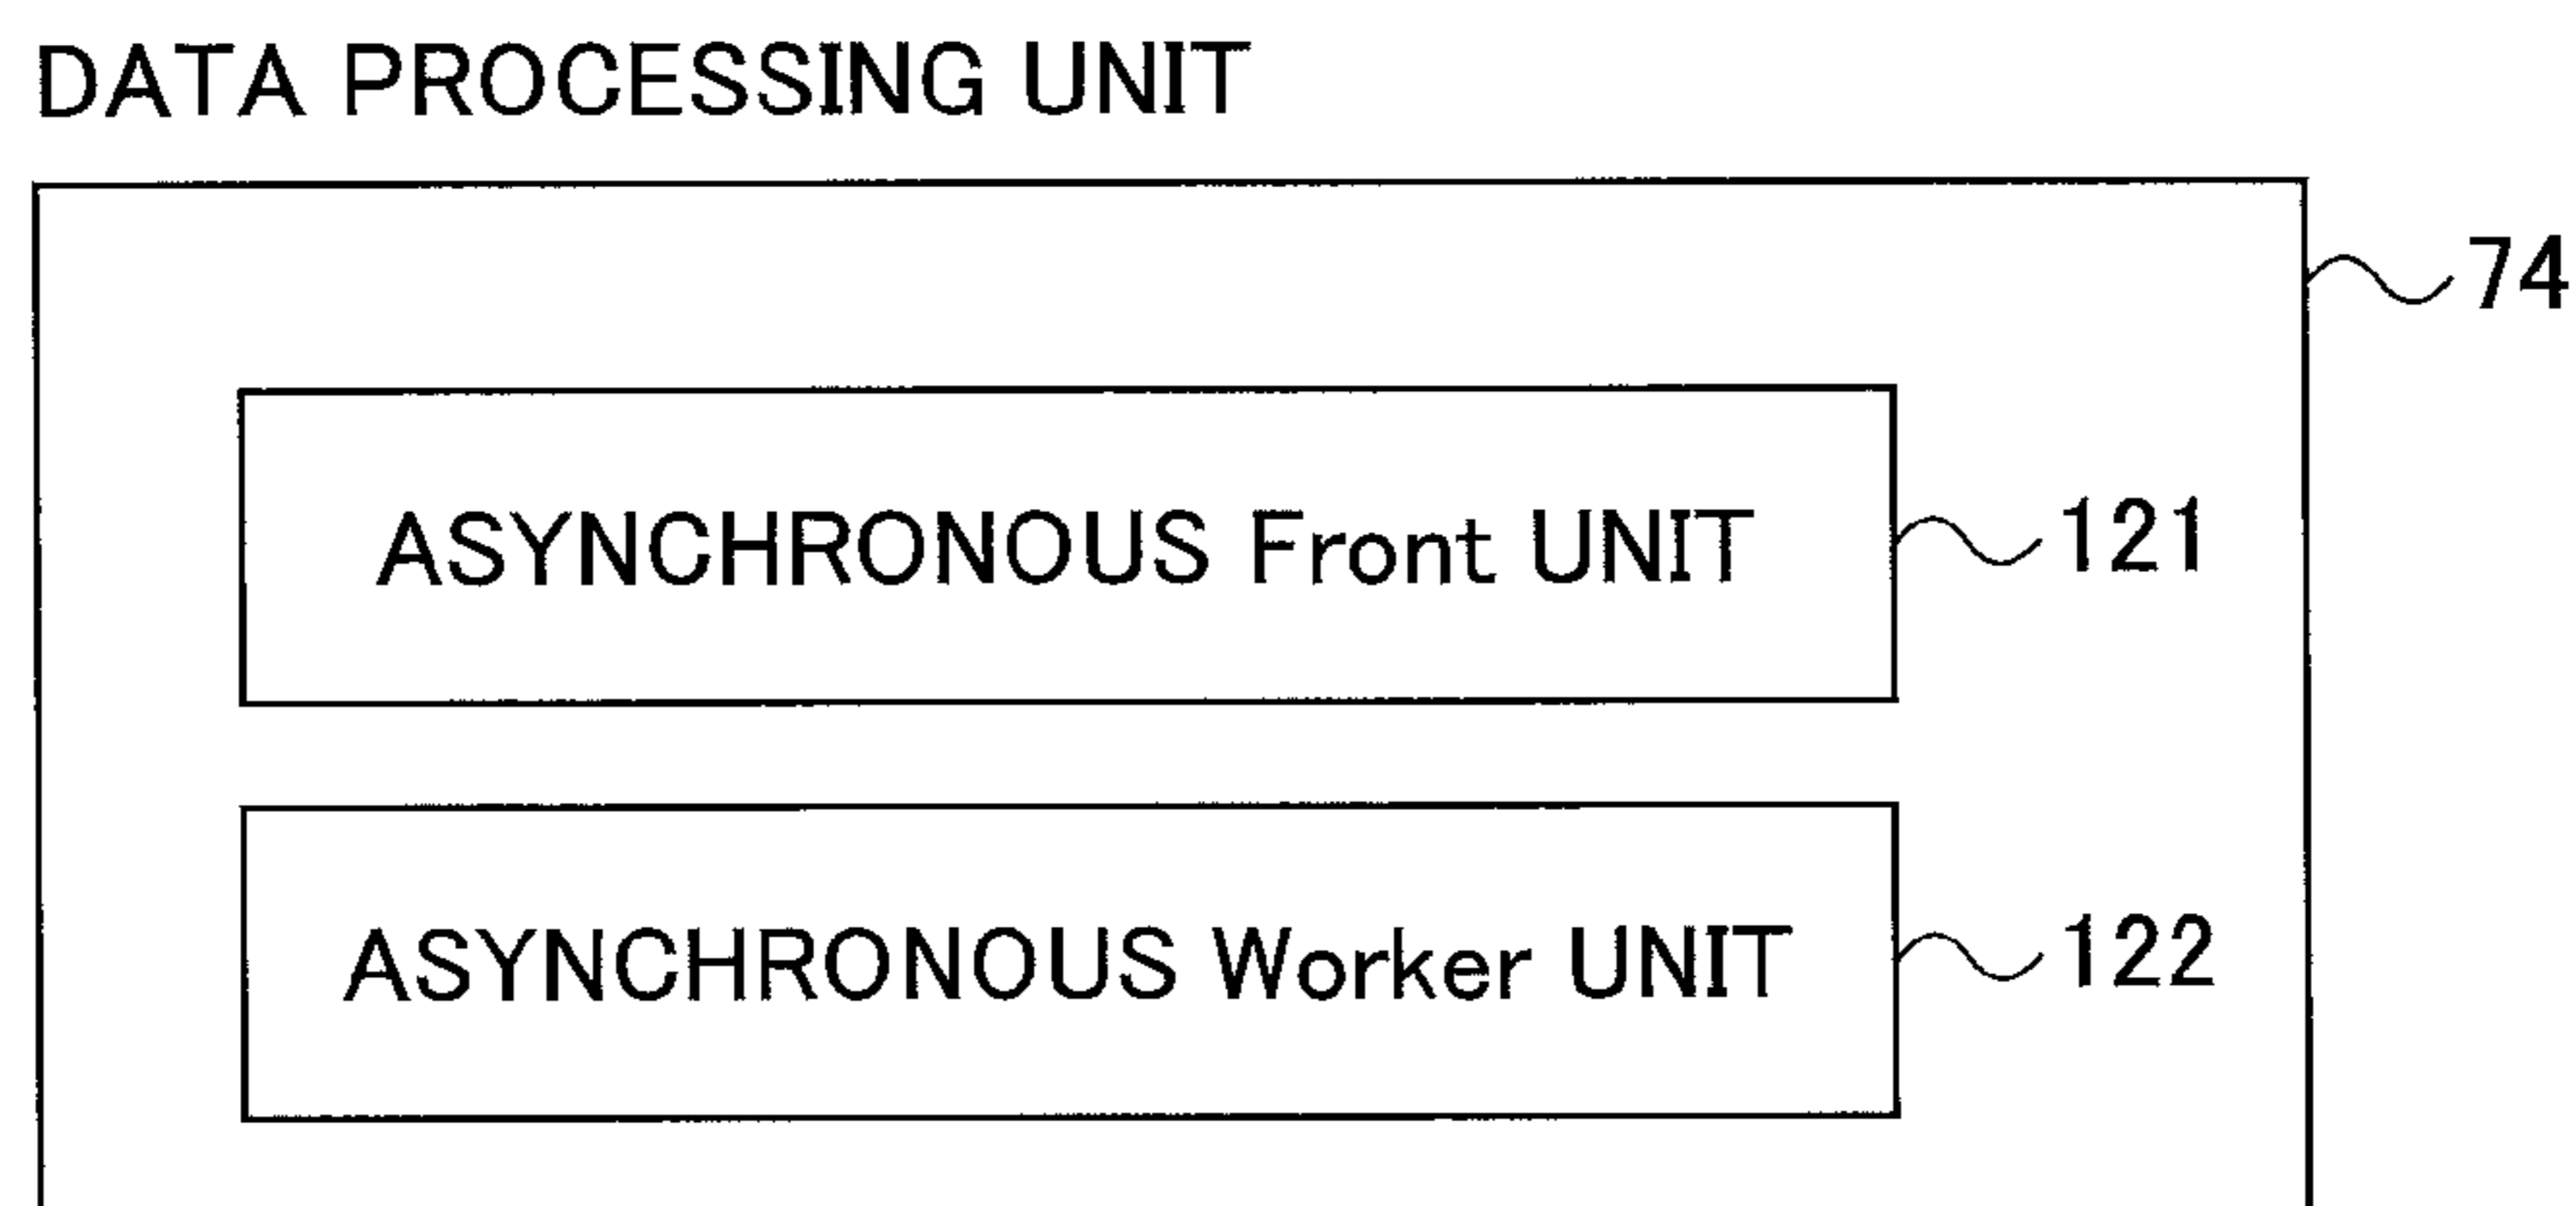 DATA PROCESSING UNIT
74
ASYNCHRONOUS Front UNIT
121
ASYNCHRONOUS Worker UNIT
122